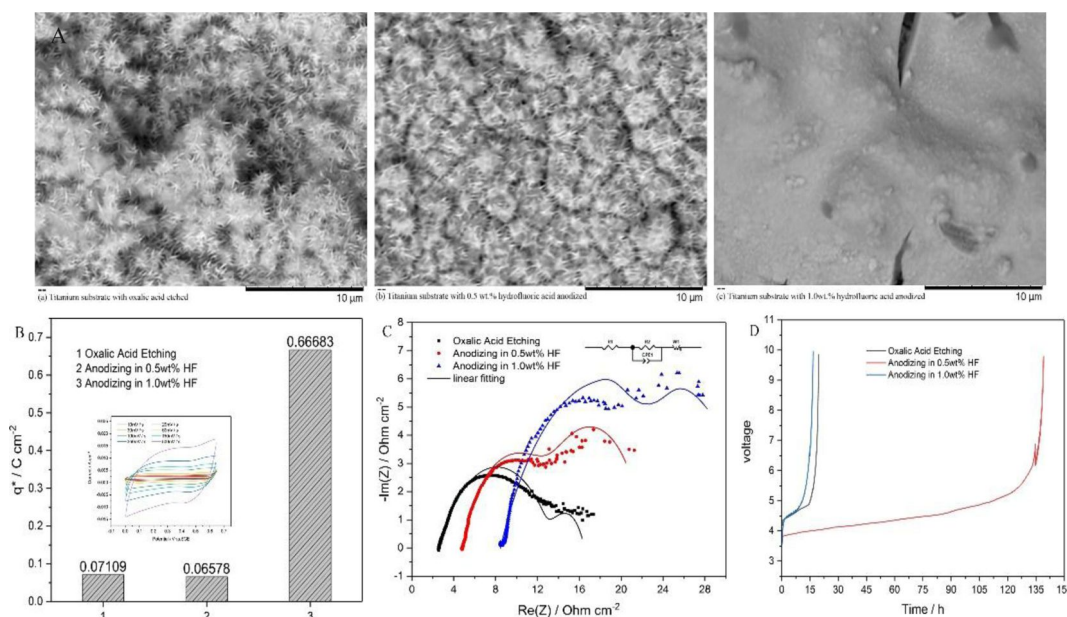 A
(a) Titanium substrate with oxalic acid etched
10 μm
(b) Titanium substrate with 0.5 wt.% hydrofluoric acid anodized
10 μm
(c) Titanium substrate with 1.0wt.% hydrofluoric acid anodized
10 μm
B
q* / C cm-2
0.7
0.6
0.5
0.4
0.3
0.2
0.1
0.0
1 Oxalic Acid Etching
2 Anodizing in 0.5wt% HF
3 Anodizing in 1.0wt% HF
0.07109
0.06578
0.66683
1
2
3
C
-Im(Z) / Ohm cm-2
-8
-7
-6
-5
-4
-3
-2
-1
0
-1
Oxalic Acid Etching
Anodizing in 0.5wt% HF
Anodizing in 1.0wt% HF
linear fitting
0 4 8 12 16 20 24 28
Re(Z) / Ohm cm-2
D
voltage
11
10
9
8
7
6
5
4
3
Oxalic Acid Etching
Anodizing in 0.5wt% HF
Anodizing in 1.0wt% HF
0 15 30 45 60 75 90 105 120 135 15
Time / h